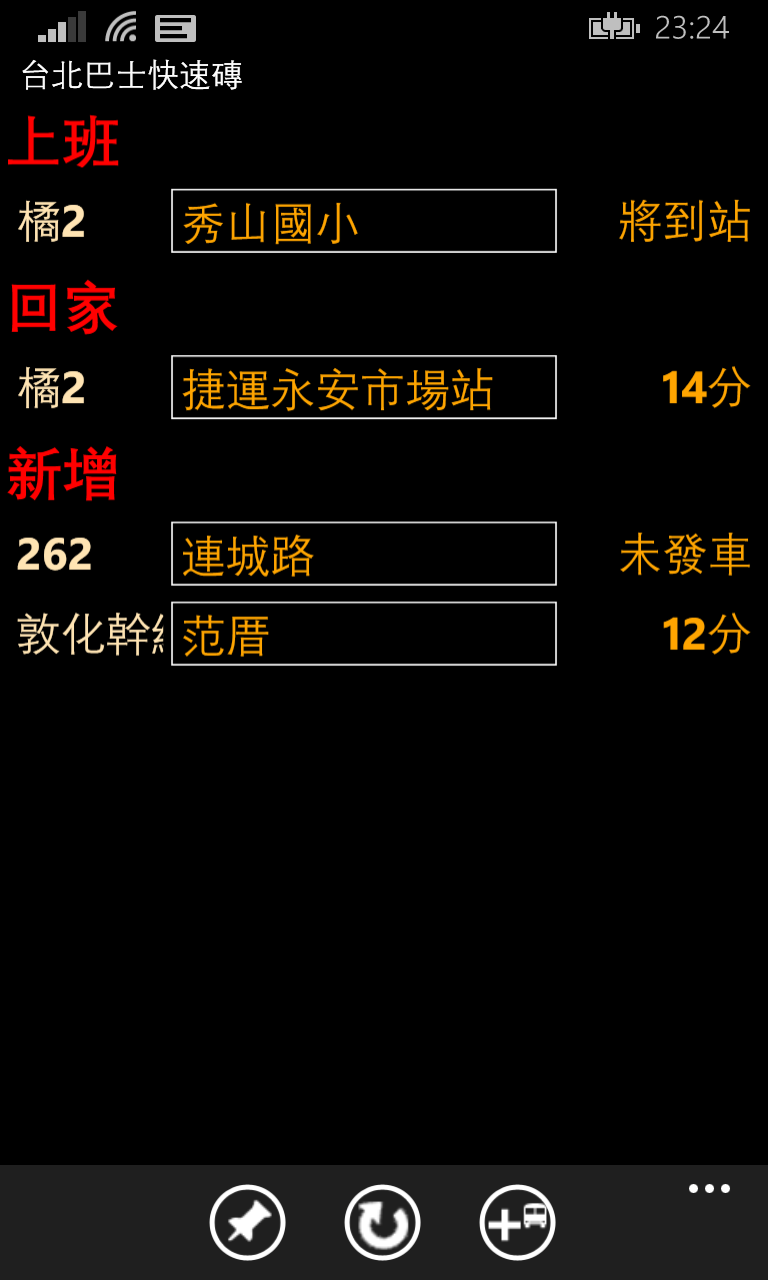 23:24
台北巴士快速磚
上班
橘2 秀山國小 將到站
回家
橘2 捷運永安市場站 14分
新增
262 連城路 未發車
敦化幹 范厝 12分